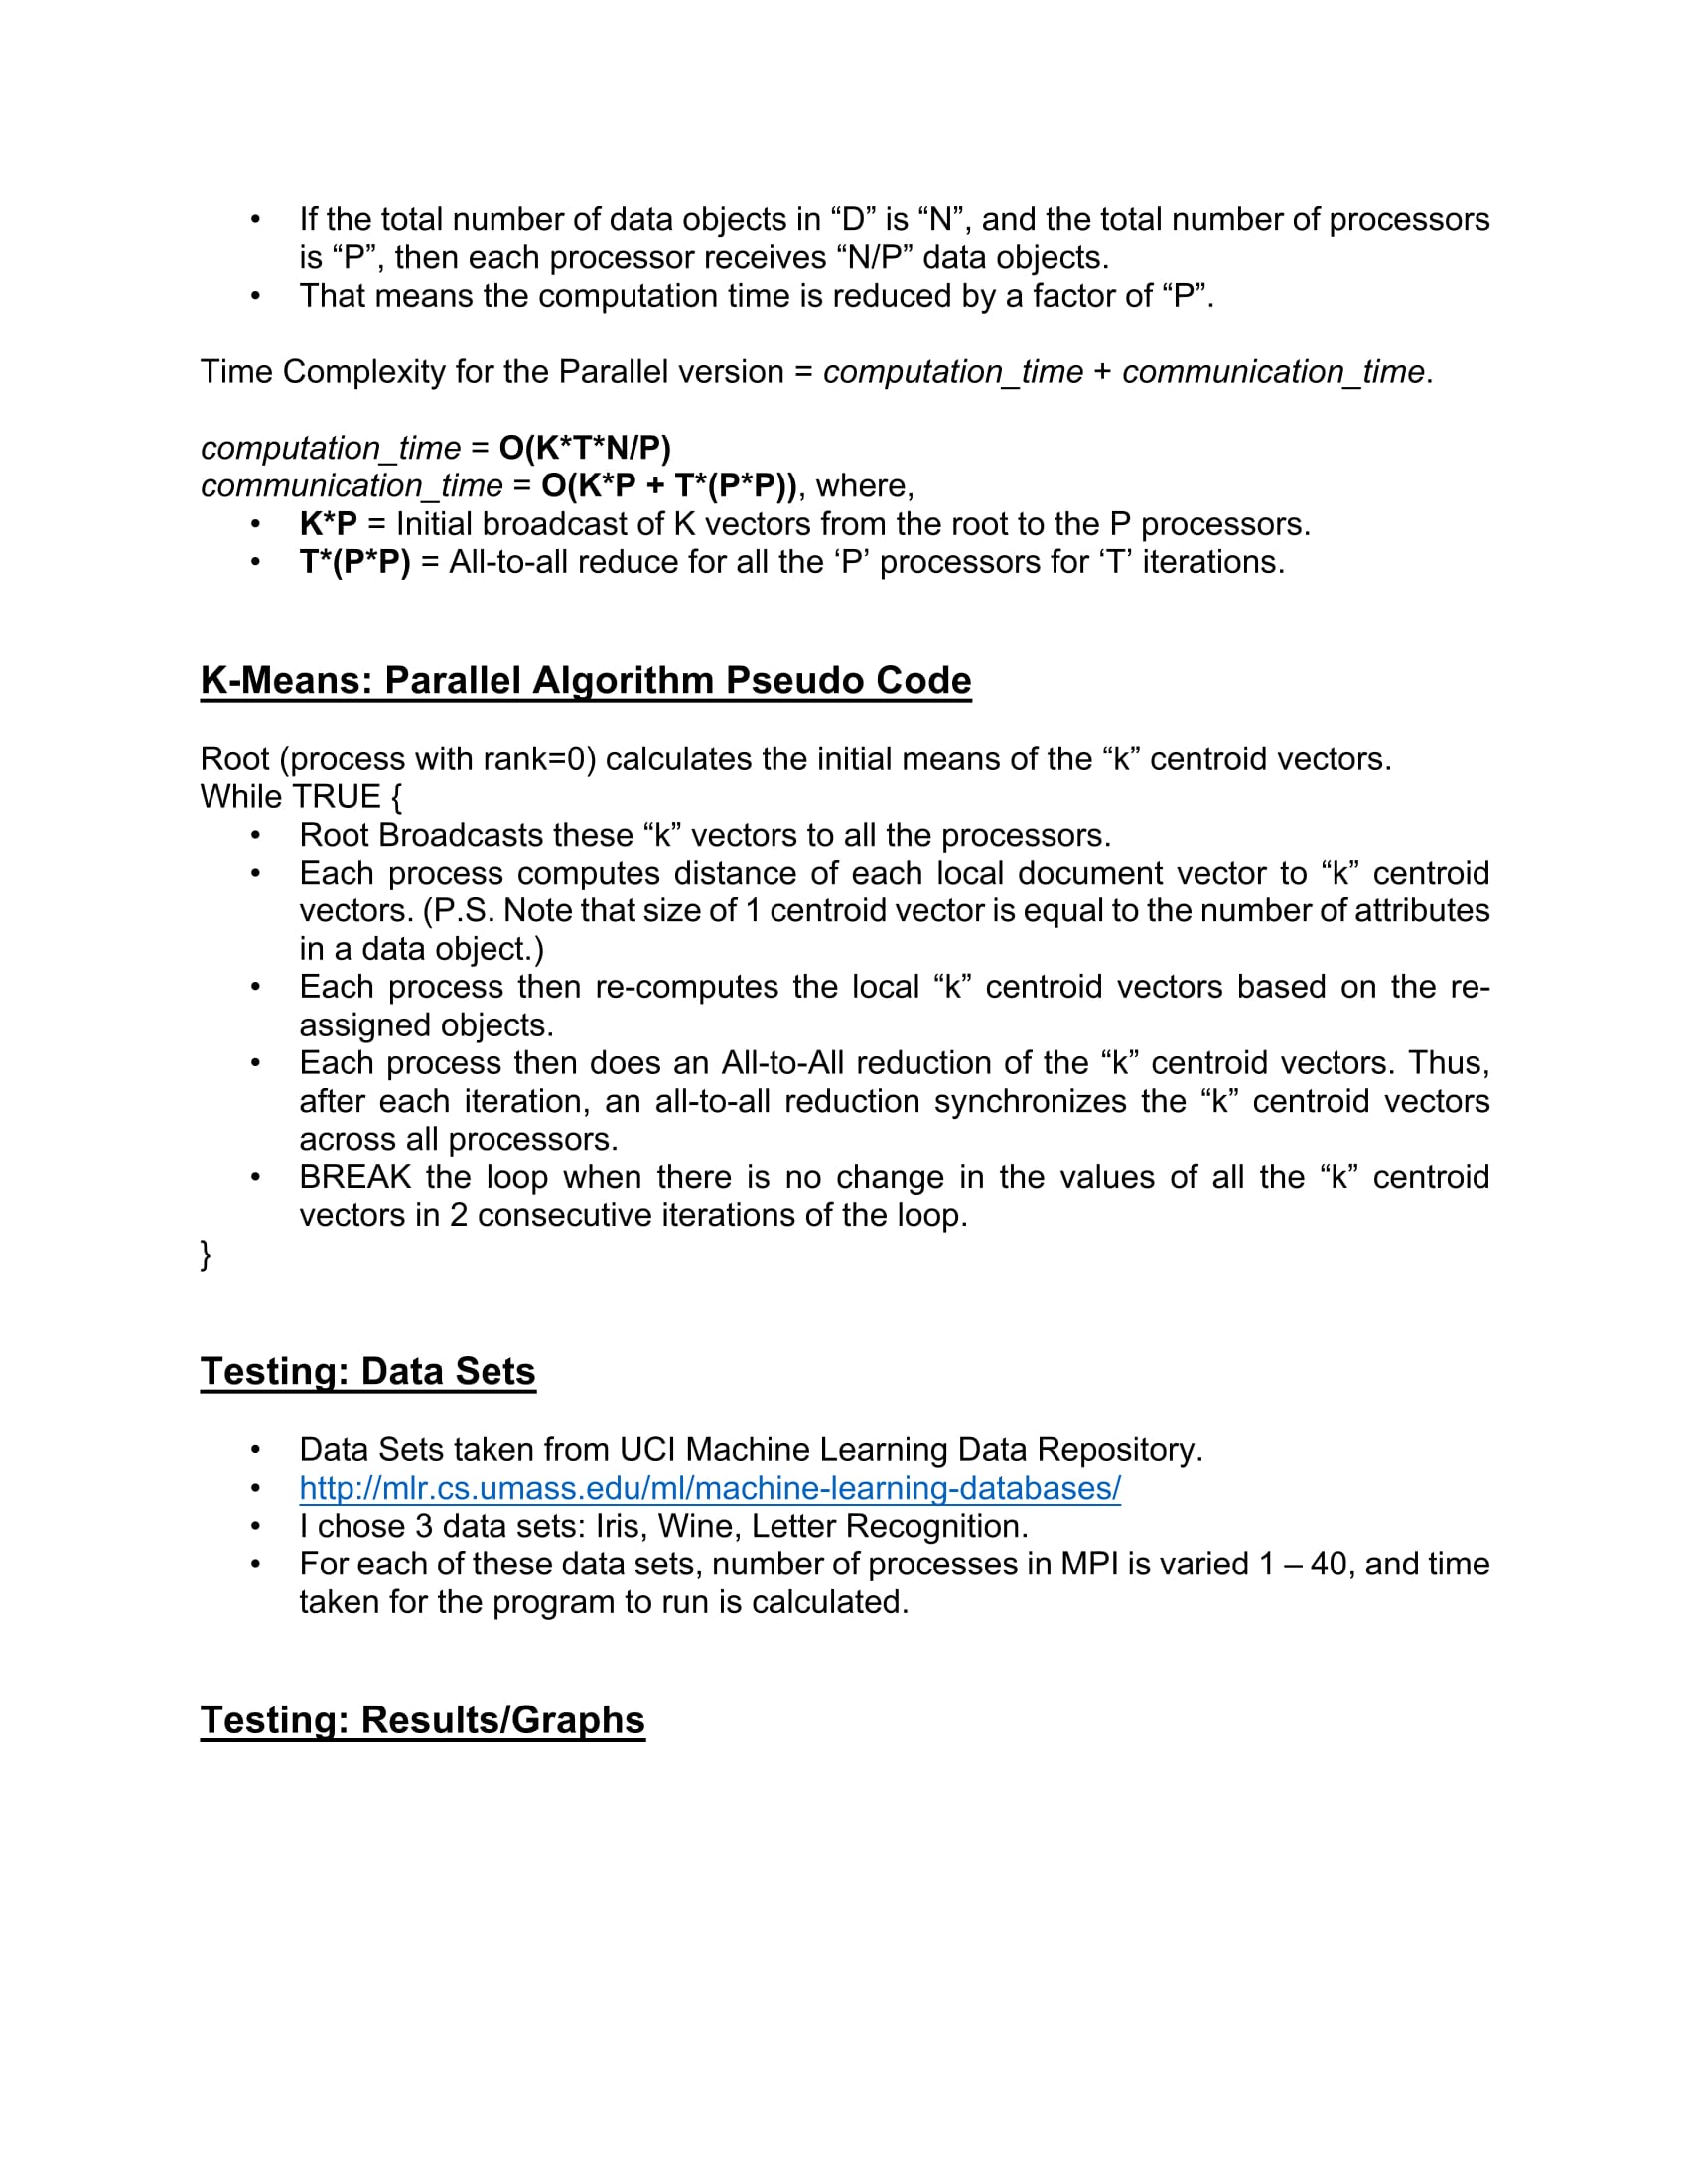 • If the total number of data objects in “D” is “N”, and the total number of processors
is “P”, then each processor receives “N/P” data objects.
• That means the computation time is reduced by a factor of “P”.
Time Complexity for the Parallel version = computation_time + communication_time.
computation_time = O(K*T*N/P)
communication_time = O(K*P + T*(P*P)), where,
• K*P = Initial broadcast of K vectors from the root to the P processors.
• T*(P*P) = All-to-all reduce for all the ‘P’ processors for ‘T’ iterations.
K-Means: Parallel Algorithm Pseudo Code
Root (process with rank=0) calculates the initial means of the “k” centroid vectors.
While TRUE {
• Root Broadcasts these “k” vectors to all the processors.
• Each process computes distance of each local document vector to “k” centroid
vectors. (P.S. Note that size of 1 centroid vector is equal to the number of attributes
in a data object.)
• Each process then re-computes the local “k” centroid vectors based on the re-
assigned objects.
• Each process then does an All-to-All reduction of the “k” centroid vectors. Thus,
after each iteration, an all-to-all reduction synchronizes the “k” centroid vectors
across all processors.
• BREAK the loop when there is no change in the values of all the “k” centroid
vectors in 2 consecutive iterations of the loop.
}
Testing: Data Sets
• Data Sets taken from UCI Machine Learning Data Repository.
• http://mlr.cs.umass.edu/ml/machine-learning-databases/
• I chose 3 data sets: Iris, Wine, Letter Recognition.
• For each of these data sets, number of processes in MPI is varied 1 – 40, and time
taken for the program to run is calculated.
Testing: Results/Graphs